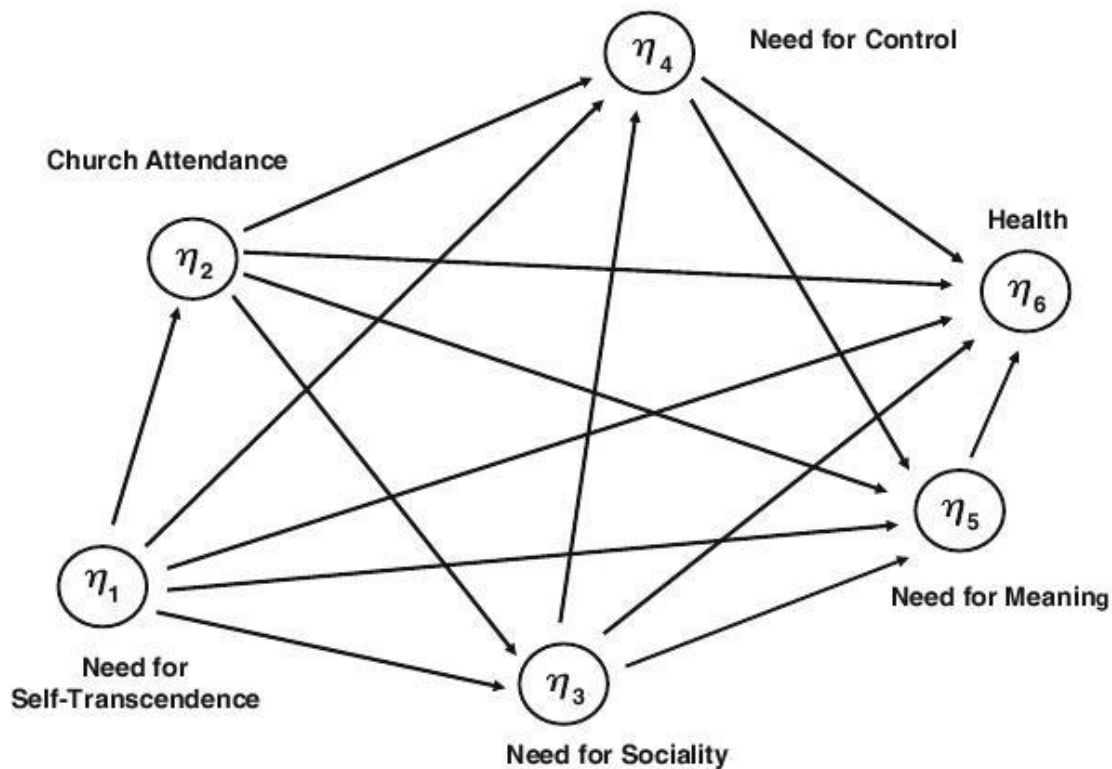 η4
Need for Control
Church Attendance
η2
Health
η6
η1
η5
Need for Meaning
Need for
Self-Transcendence
η3
Need for Sociality